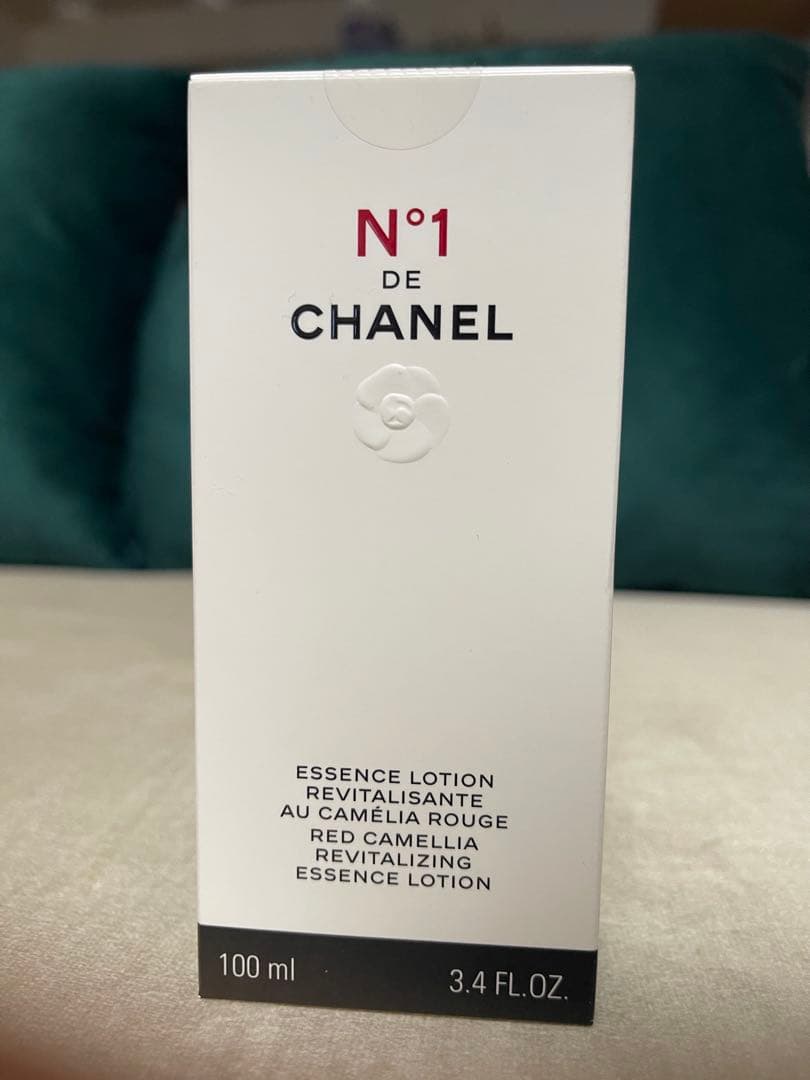 N°1
DE
CHANEL
ESSENCE LOTION
REVITALISANTE
AU CAMÉLIA ROUGE
RED CAMELLIA
REVITALIZING
ESSENCE LOTION
100 ml 3.4 FL.OZ.